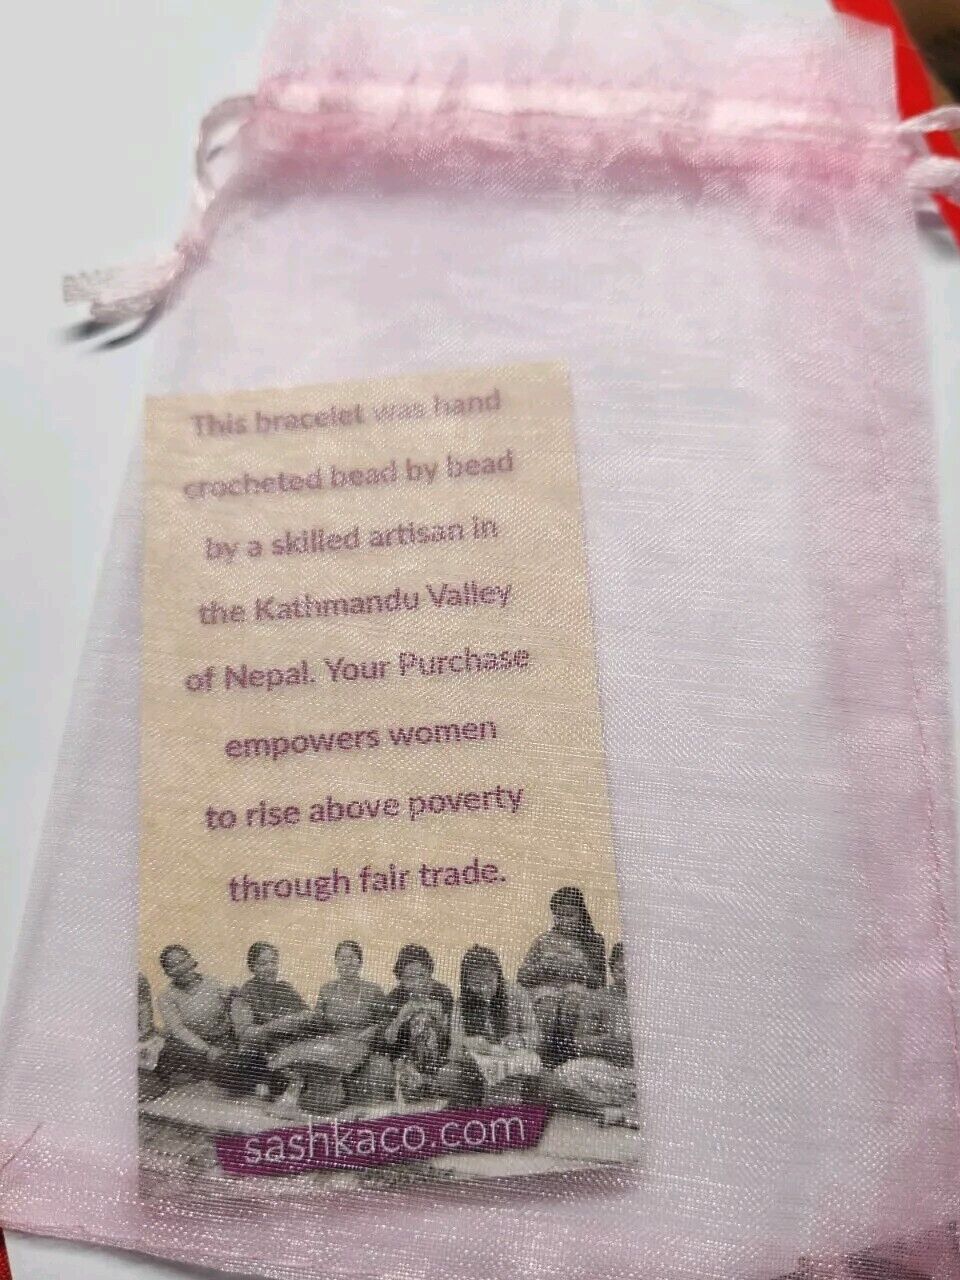 This bracelet was hand
crocheted bead by bead
by a skilled artisan in
the Kathmandu Valley
of Nepal. Your Purchase
empowers women
to rise above poverty
through fair trade.
sashkaco.com